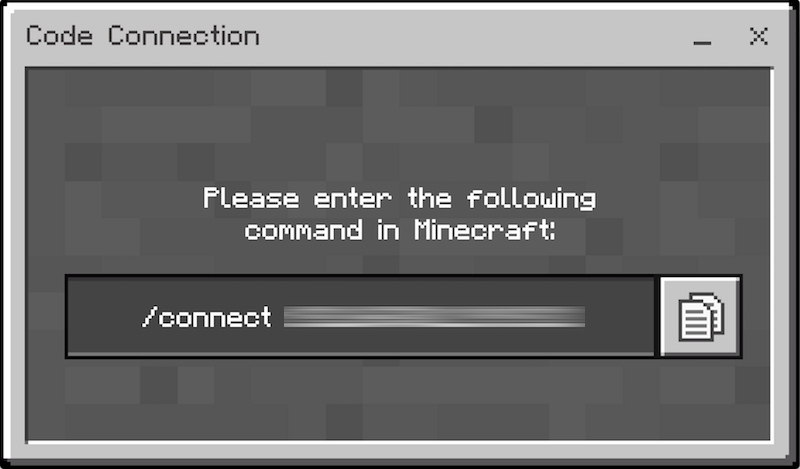 Code Connection
Please enter the following
command in Minecraft:
/connect